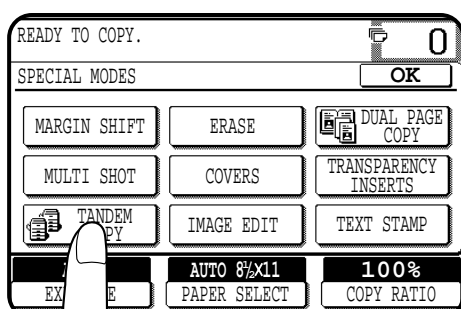 READY TO COPY.
0
SPECIAL MODES
OK
MARGIN SHIFT
ERASE
DUAL PAGE
COPY
MULTI SHOT
COVERS
TRANSPARENCY
INSERTS
TANDEM
IMAGE EDIT
TEXT STAMP
AUTO 8½X11
100%
PAPER SELECT
COPY RATIO